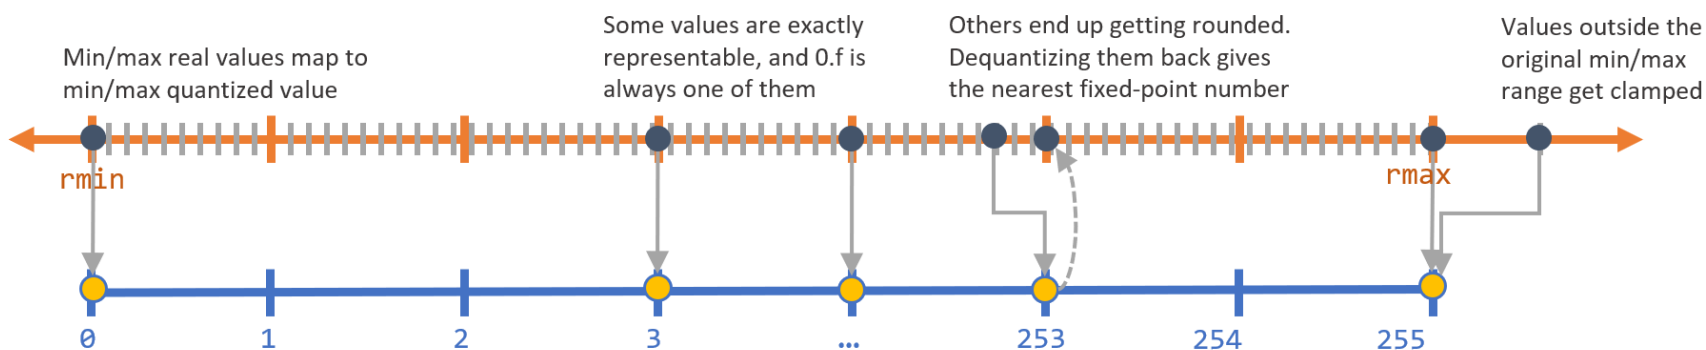 Min/max real values map to
min/max quantized value
Some values are exactly
representable, and 0.f is
always one of them
Others end up getting rounded.
Dequantizing them back gives
the nearest fixed-point number
Values outside the
original min/max
range get clamped
rmin
rmax
0
1
2
3
...
253
254
255